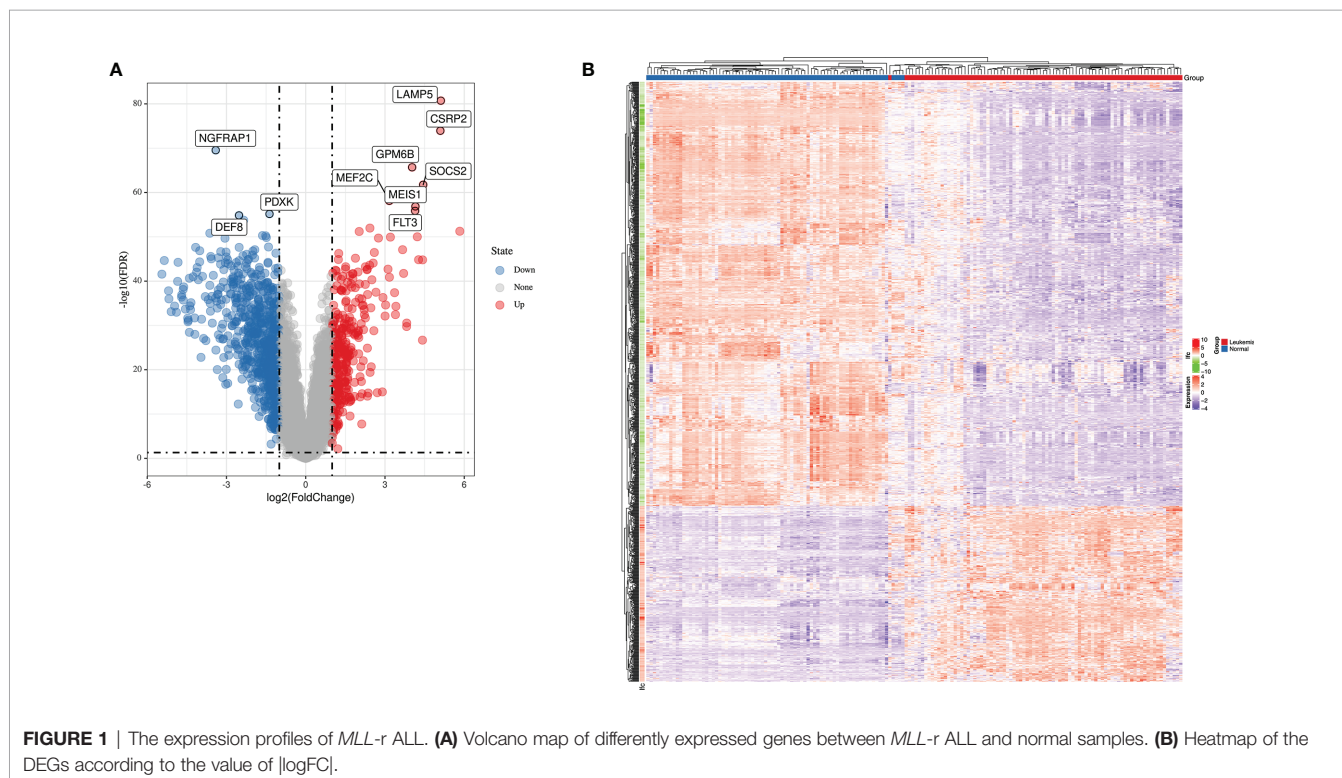 A
B
80
60
40
20
0
-log10(FDR)
-6
-3
0
3
6
log2(FoldChange)
LAMP5
CSRP2
NGFRAP1
GPM6B
SOCS2
MEF2C
MEIS1
PDXK
FLT3
DEF8
State
Down
None
Up
Group
lfc
10
5
0
-5
-10
Group
Leukemia
Normal
Expression
4
2
0
-2
-4
lfc
FIGURE 1 | The expression profiles of MLL-r ALL. (A) Volcano map of differently expressed genes between MLL-r ALL and normal samples. (B) Heatmap of the
DEGs according to the value of |logFC|.